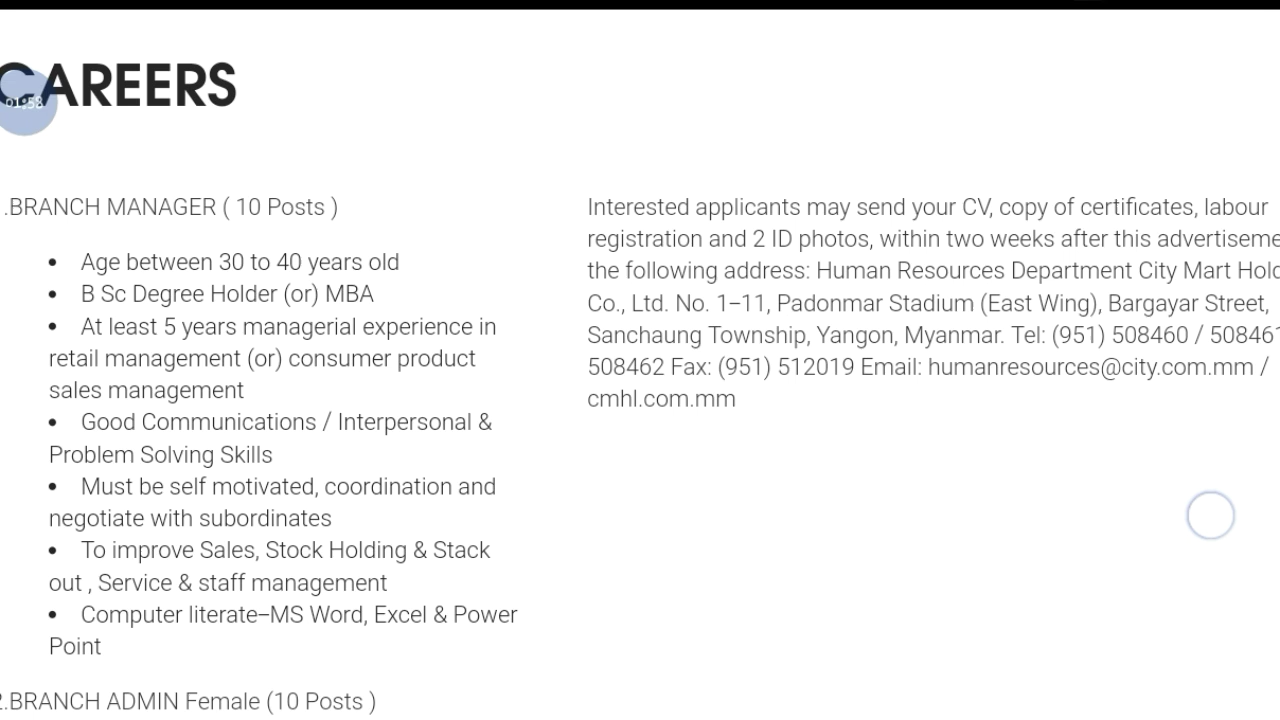 CAREERS
01:58
.BRANCH MANAGER ( 10 Posts )
• Age between 30 to 40 years old
• B Sc Degree Holder (or) MBA
• At least 5 years managerial experience in
retail management (or) consumer product
sales management
• Good Communications / Interpersonal &
Problem Solving Skills
• Must be self motivated, coordination and
negotiate with subordinates
• To improve Sales, Stock Holding & Stack
out , Service & staff management
• Computer literate–MS Word, Excel & Power
Point
2.BRANCH ADMIN Female (10 Posts )
Interested applicants may send your CV, copy of certificates, labour
registration and 2 ID photos, within two weeks after this advertiseme
the following address: Human Resources Department City Mart Hold
Co., Ltd. No. 1–11, Padonmar Stadium (East Wing), Bargayar Street,
Sanchaung Township, Yangon, Myanmar. Tel: (951) 508460 / 508461
508462 Fax: (951) 512019 Email: humanresources@city.com.mm /
cmhl.com.mm